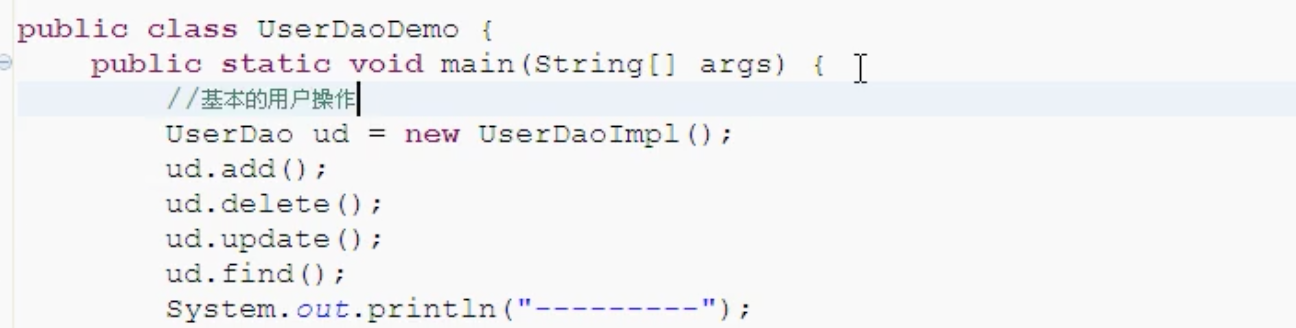 public class UserDaoDemo {
public static void main(String[] args) {
//基本的用户操作
UserDao ud = new UserDaoImpl();
ud.add();
ud.delete();
ud.update();
ud.find();
System.out.println("---------");